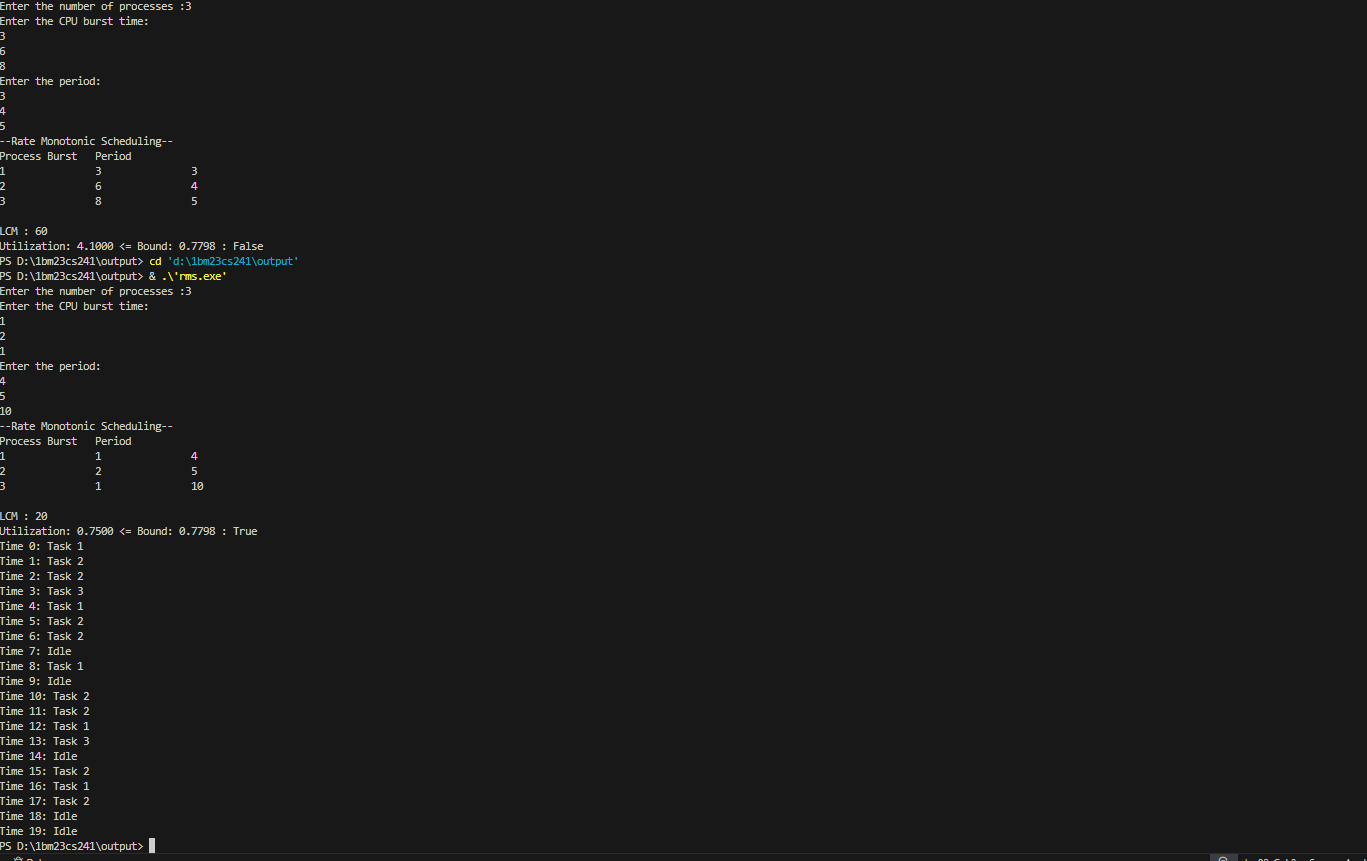 Enter the number of processes :3
Enter the CPU burst time:
3
6
8
Enter the period:
3
4
5
--Rate Monotonic Scheduling--
Process Burst   Period
1               3               3
2               6               4
3               8               5

LCM : 60
Utilization: 4.1000 <= Bound: 0.7798 : False
PS D:\1bm23cs241\output> cd 'd:\1bm23cs241\output'
PS D:\1bm23cs241\output> & .\'rms.exe'
Enter the number of processes :3
Enter the CPU burst time:
1
2
1
Enter the period:
4
5
10
--Rate Monotonic Scheduling--
Process Burst   Period
1               1               4
2               2               5
3               1               10

LCM : 20
Utilization: 0.7500 <= Bound: 0.7798 : True
Time 0: Task 1
Time 1: Task 2
Time 2: Task 2
Time 3: Task 3
Time 4: Task 1
Time 5: Task 2
Time 6: Task 2
Time 7: Idle
Time 8: Task 1
Time 9: Idle
Time 10: Task 2
Time 11: Task 2
Time 12: Task 1
Time 13: Task 3
Time 14: Idle
Time 15: Task 2
Time 16: Task 1
Time 17: Task 2
Time 18: Idle
Time 19: Idle
PS D:\1bm23cs241\output>